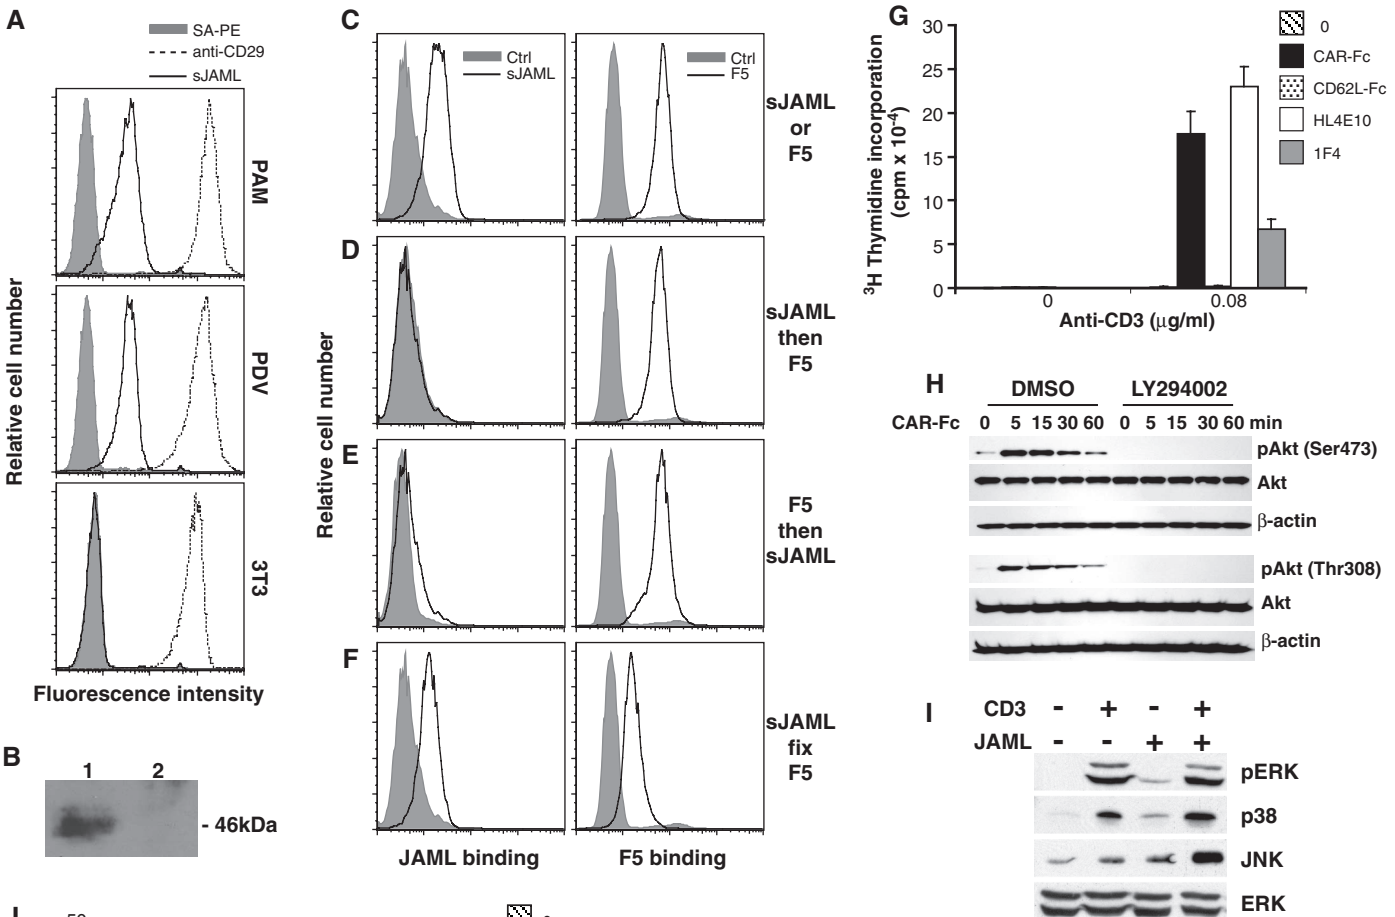 A
SA-PE
anti-CD29
sJAML
PAM
PDV
3T3
Relative cell number
Fluorescence intensity
B
1 2
- 46kDa
C
Ctrl
sJAML
Ctrl
F5
sJAML
or
F5
D
sJAML
then
F5
E
F5
then
sJAML
F
sJAML
fix
F5
Relative cell number
JAML binding
F5 binding
G
³H Thymidine incorporation
(cpm x 10⁻⁴)
30
25
20
15
10
5
0
0
0.08
Anti-CD3 (μg/ml)
0
CAR-Fc
CD62L-Fc
HL4E10
1F4
H
DMSO LY294002
CAR-Fc 0 5 15 30 60 0 5 15 30 60 min
pAkt (Ser473)
Akt
β-actin
pAkt (Thr308)
Akt
β-actin
I
CD3 - + - +
JAML - - + +
pERK
p38
JNK
ERK